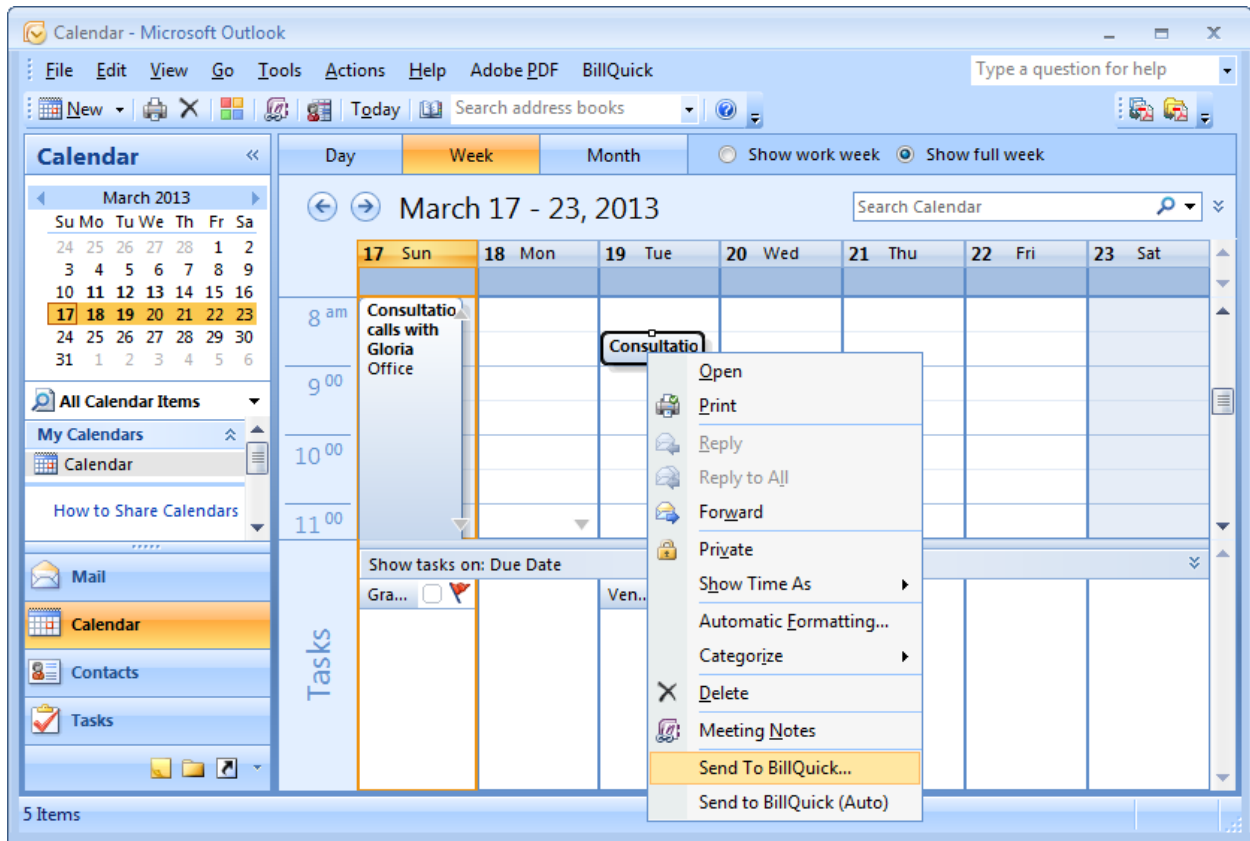 Calendar - Microsoft Outlook
File Edit View Go Tools Actions Help Adobe PDF BillQuick
Type a question for help
New Today Search address books
Calendar «
Day Week Month Show work week Show full week
March 2013
Su Mo Tu We Th Fr Sa
24 25 26 27 28 1 2
3 4 5 6 7 8 9
10 11 12 13 14 15 16
17 18 19 20 21 22 23
24 25 26 27 28 29 30
31 1 2 3 4 5 6
March 17 - 23, 2013
Search Calendar
17 Sun 18 Mon 19 Tue 20 Wed 21 Thu 22 Fri 23 Sat
8 am
9 00
10 00
11 00
Consultatio
calls with
Gloria
Office
Consultatio
All Calendar Items
My Calendars
Calendar
How to Share Calendars
Mail
Calendar
Contacts
Tasks
Show tasks on: Due Date
Gra...
Ven..
Tasks
Open
Print
Reply
Reply to All
Forward
Private
Show Time As
Automatic Formatting...
Categorize
Delete
Meeting Notes
Send To BillQuick...
Send to BillQuick (Auto)
5 Items